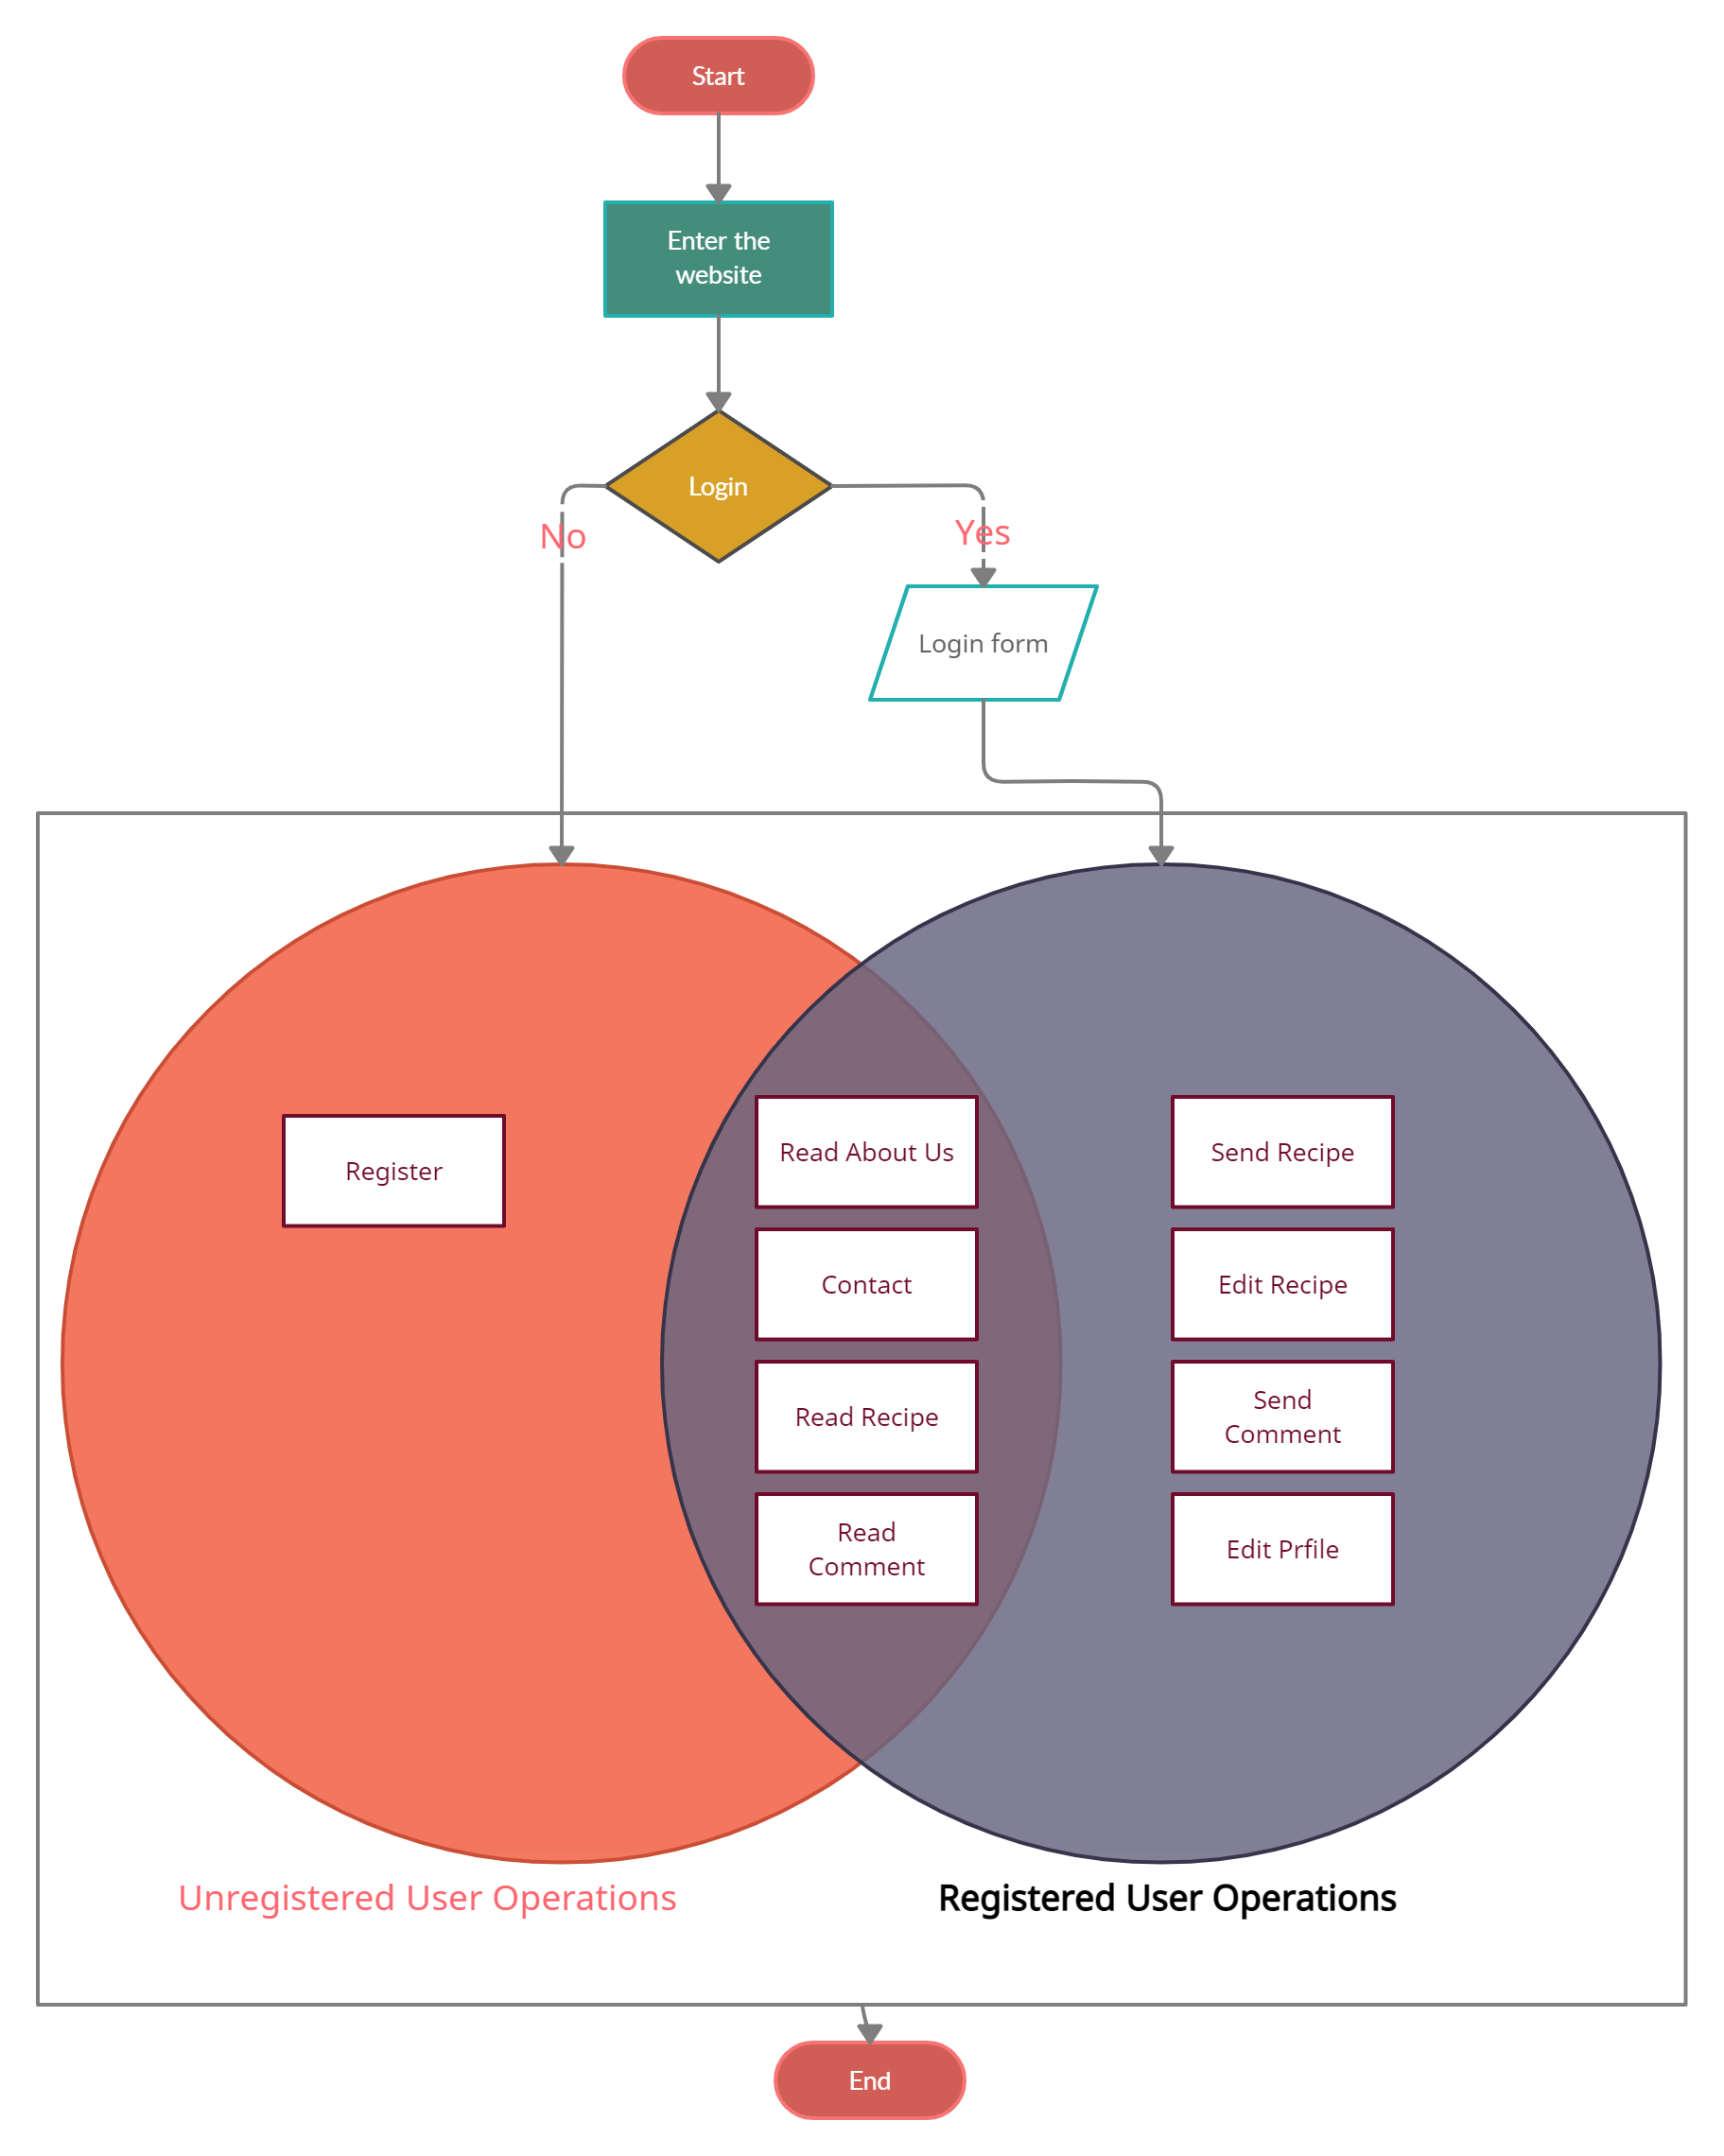 Start
Enter the
website
Login
No
Yes
Login form
Register
Read About Us
Contact
Read Recipe
Read
Comment
Send Recipe
Edit Recipe
Send
Comment
Edit Prfile
Unregistered User Operations
Registered User Operations
End